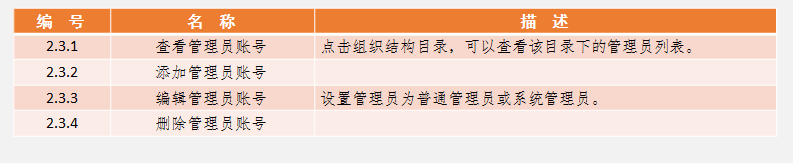 编 号 名 称 描 述
2.3.1 查看管理员账号 点击组织结构目录，可以查看该目录下的管理员列表。
2.3.2 添加管理员账号
2.3.3 编辑管理员账号 设置管理员为普通管理员或系统管理员。
2.3.4 删除管理员账号